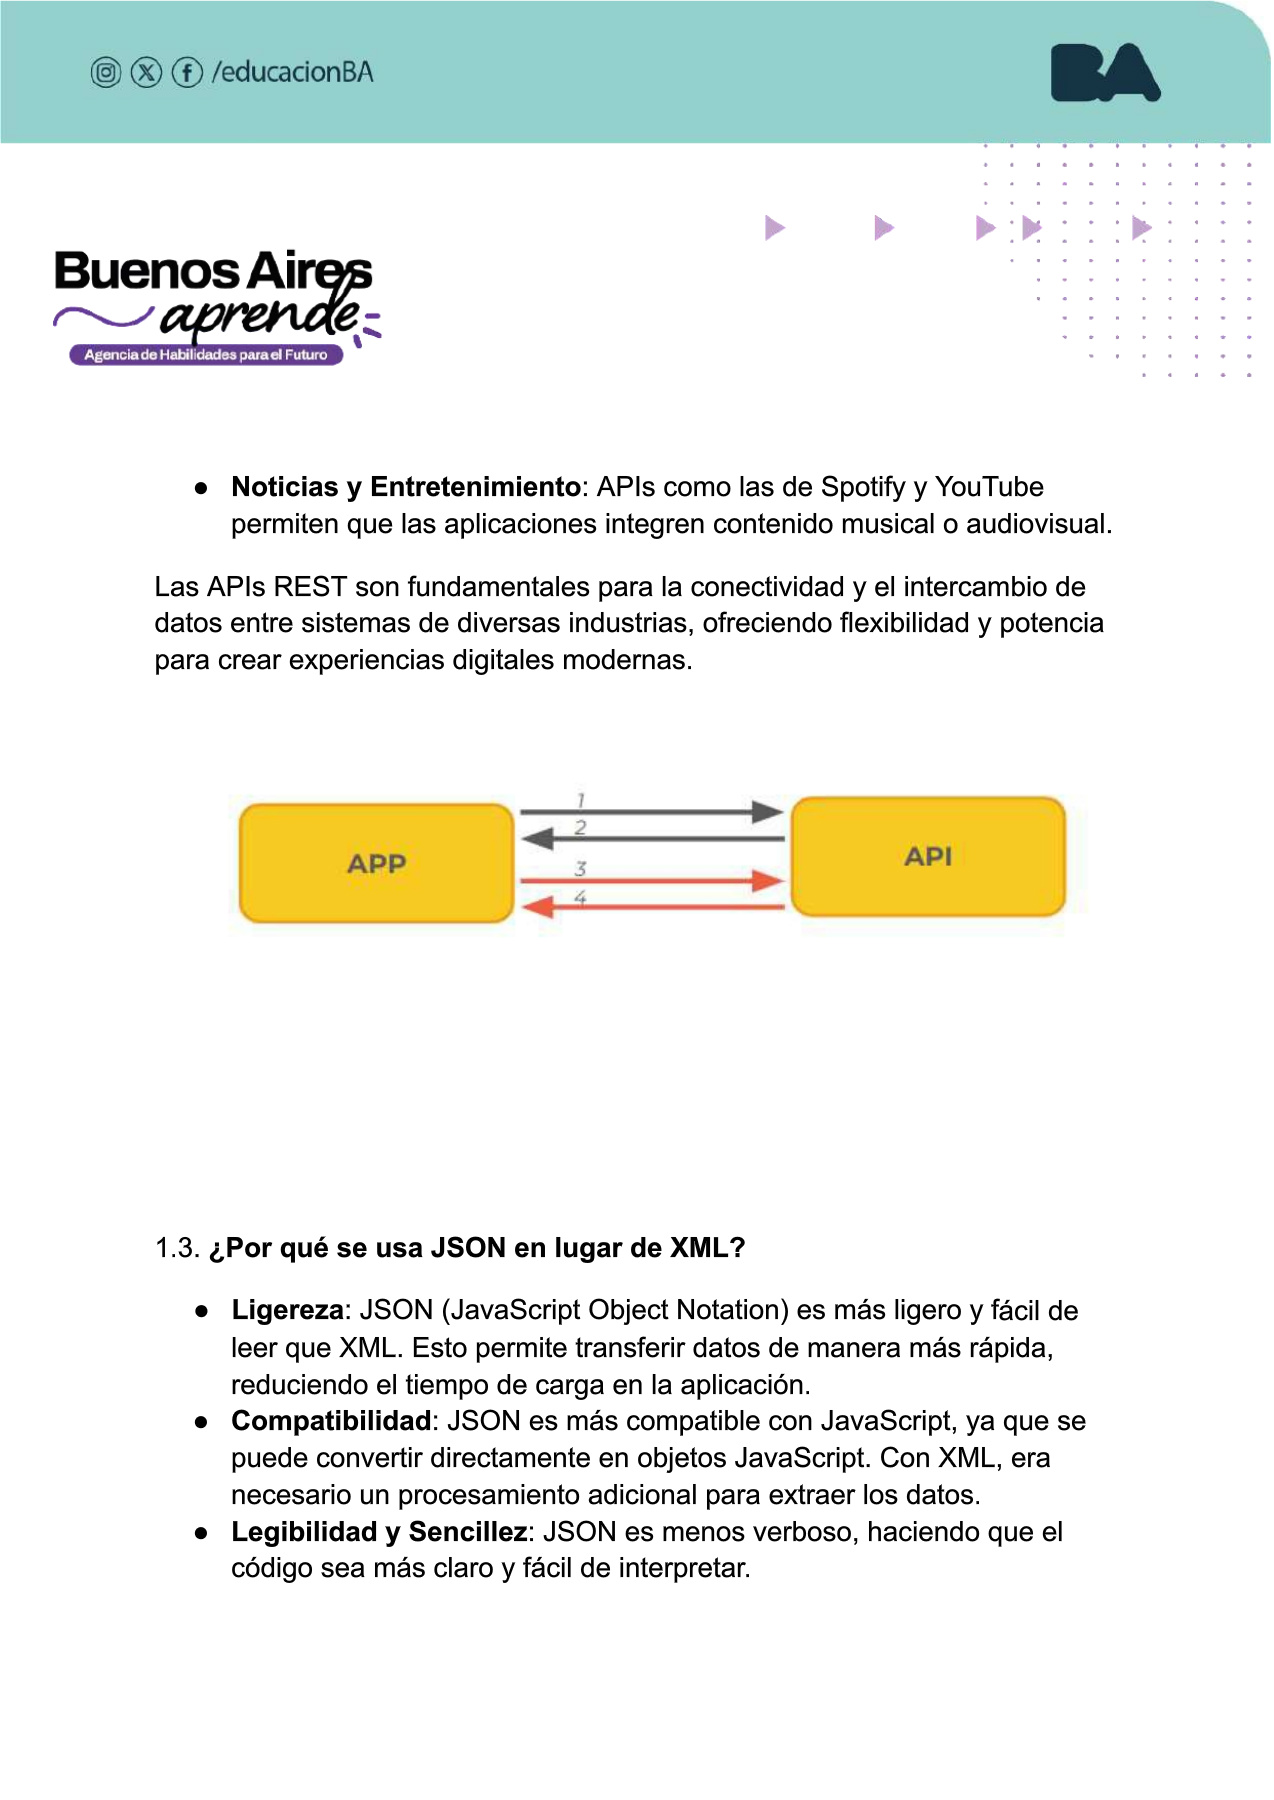 /educacionBA
BA
Buenos Aires
aprende
Agencia de Habilidades para el Futuro
● Noticias y Entretenimiento: APIs como las de Spotify y YouTube
permiten que las aplicaciones integren contenido musical o audiovisual.
Las APIs REST son fundamentales para la conectividad y el intercambio de
datos entre sistemas de diversas industrias, ofreciendo flexibilidad y potencia
para crear experiencias digitales modernas.
1
2
APP
API
3
4
1.3. ¿Por qué se usa JSON en lugar de XML?
● Ligereza: JSON (JavaScript Object Notation) es más ligero y fácil de
leer que XML. Esto permite transferir datos de manera más rápida,
reduciendo el tiempo de carga en la aplicación.
● Compatibilidad: JSON es más compatible con JavaScript, ya que se
puede convertir directamente en objetos JavaScript. Con XML, era
necesario un procesamiento adicional para extraer los datos.
● Legibilidad y Sencillez: JSON es menos verboso, haciendo que el
código sea más claro y fácil de interpretar.